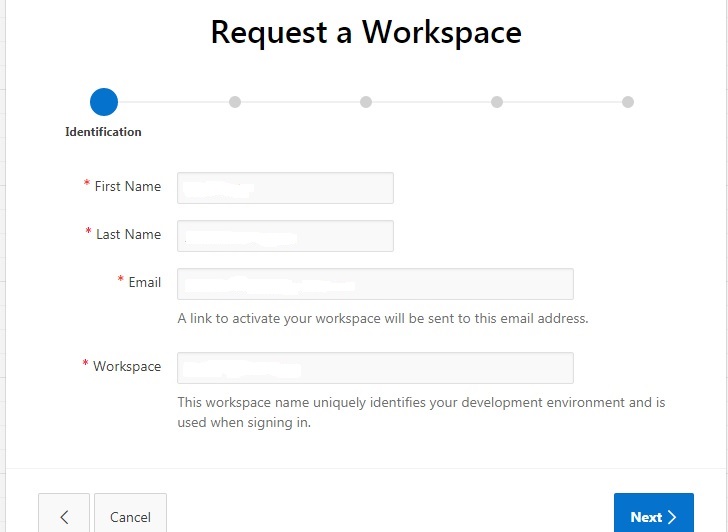 Request a Workspace
Identification
* First Name
* Last Name
* Email
A link to activate your workspace will be sent to this email address.
* Workspace
This workspace name uniquely identifies your development environment and is
used when signing in.
Cancel
Next